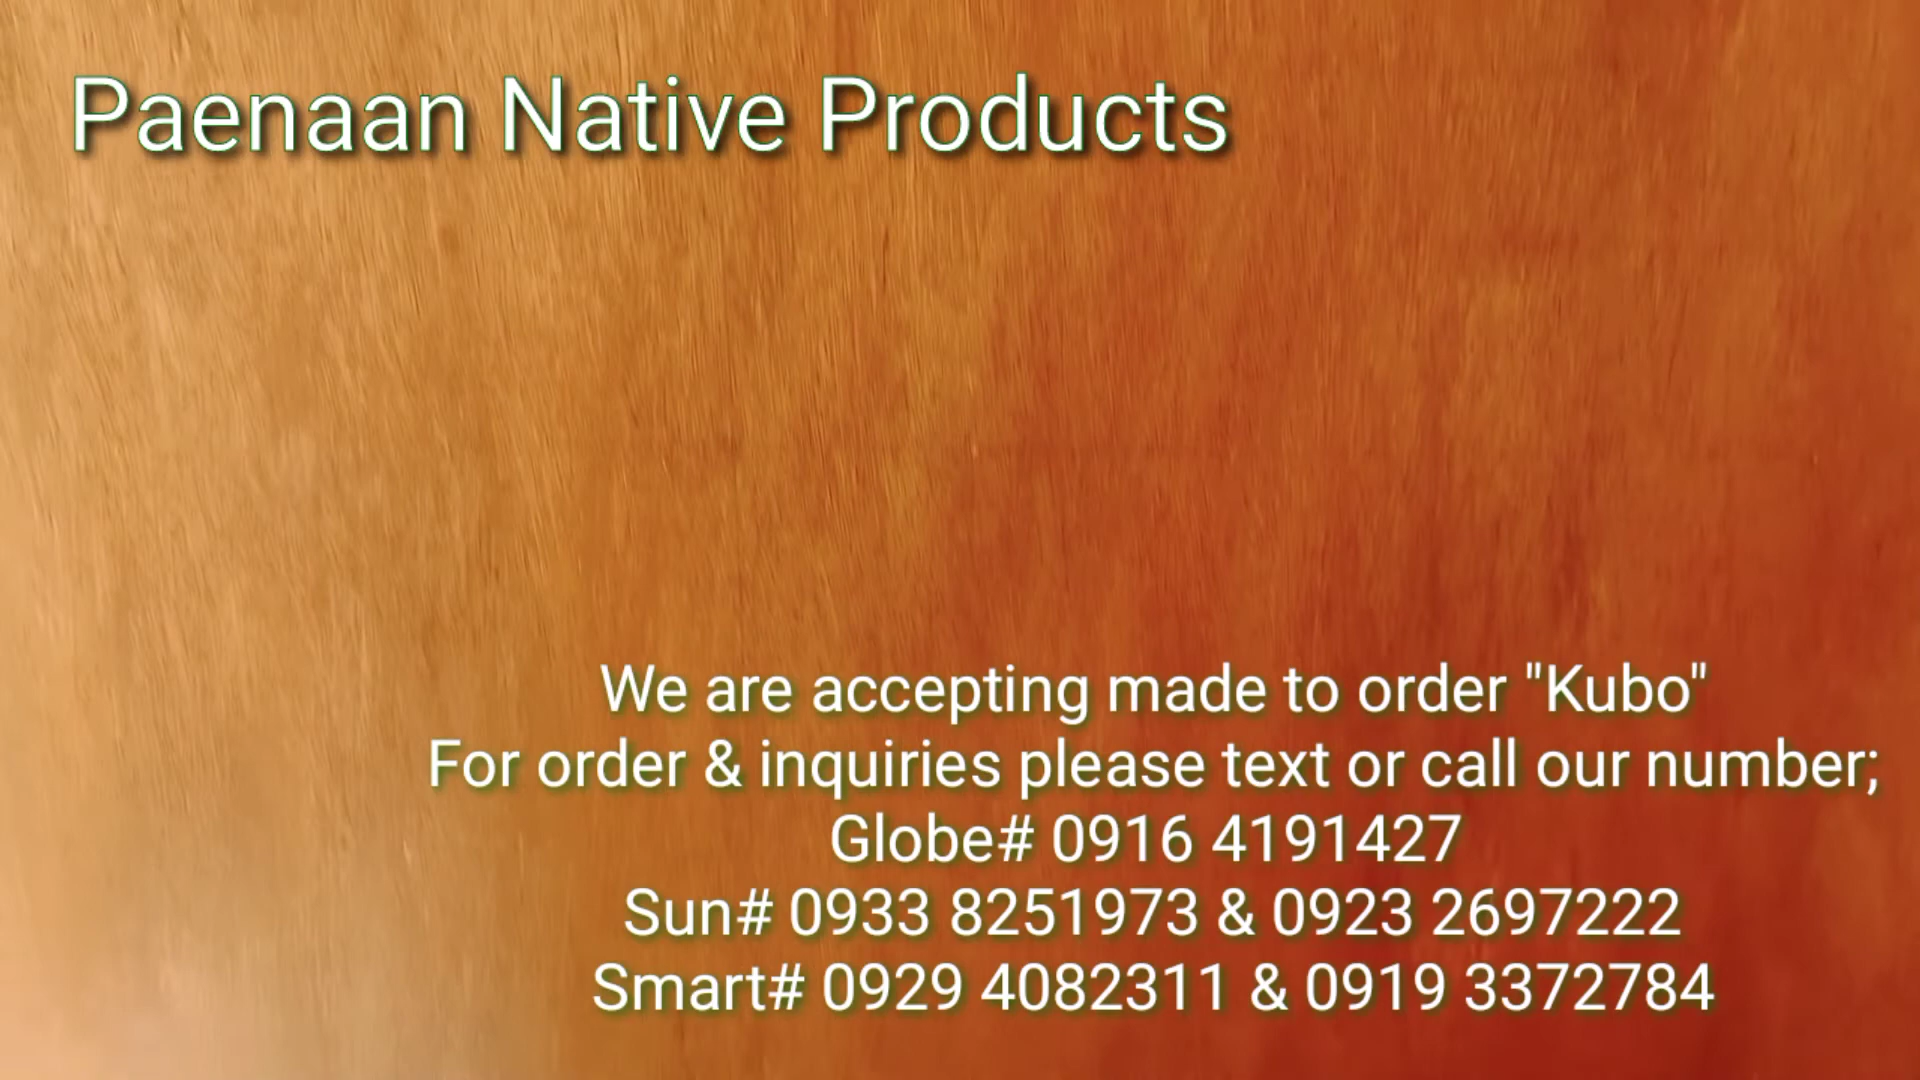 Paenaan Native Products
We are accepting made to order "Kubo"
For order & inquiries please text or call our number;
Globe# 0916 4191427
Sun# 0933 8251973 & 0923 2697222
Smart# 0929 4082311 & 0919 3372784